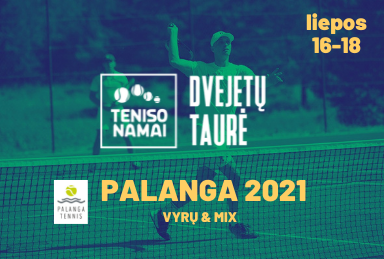 liepos
16-18
TENISO
NAMAI
DVEJETŲ
TAURĖ
PALANGA 2021
PALANGA
TENNIS
VYRŲ & MIX